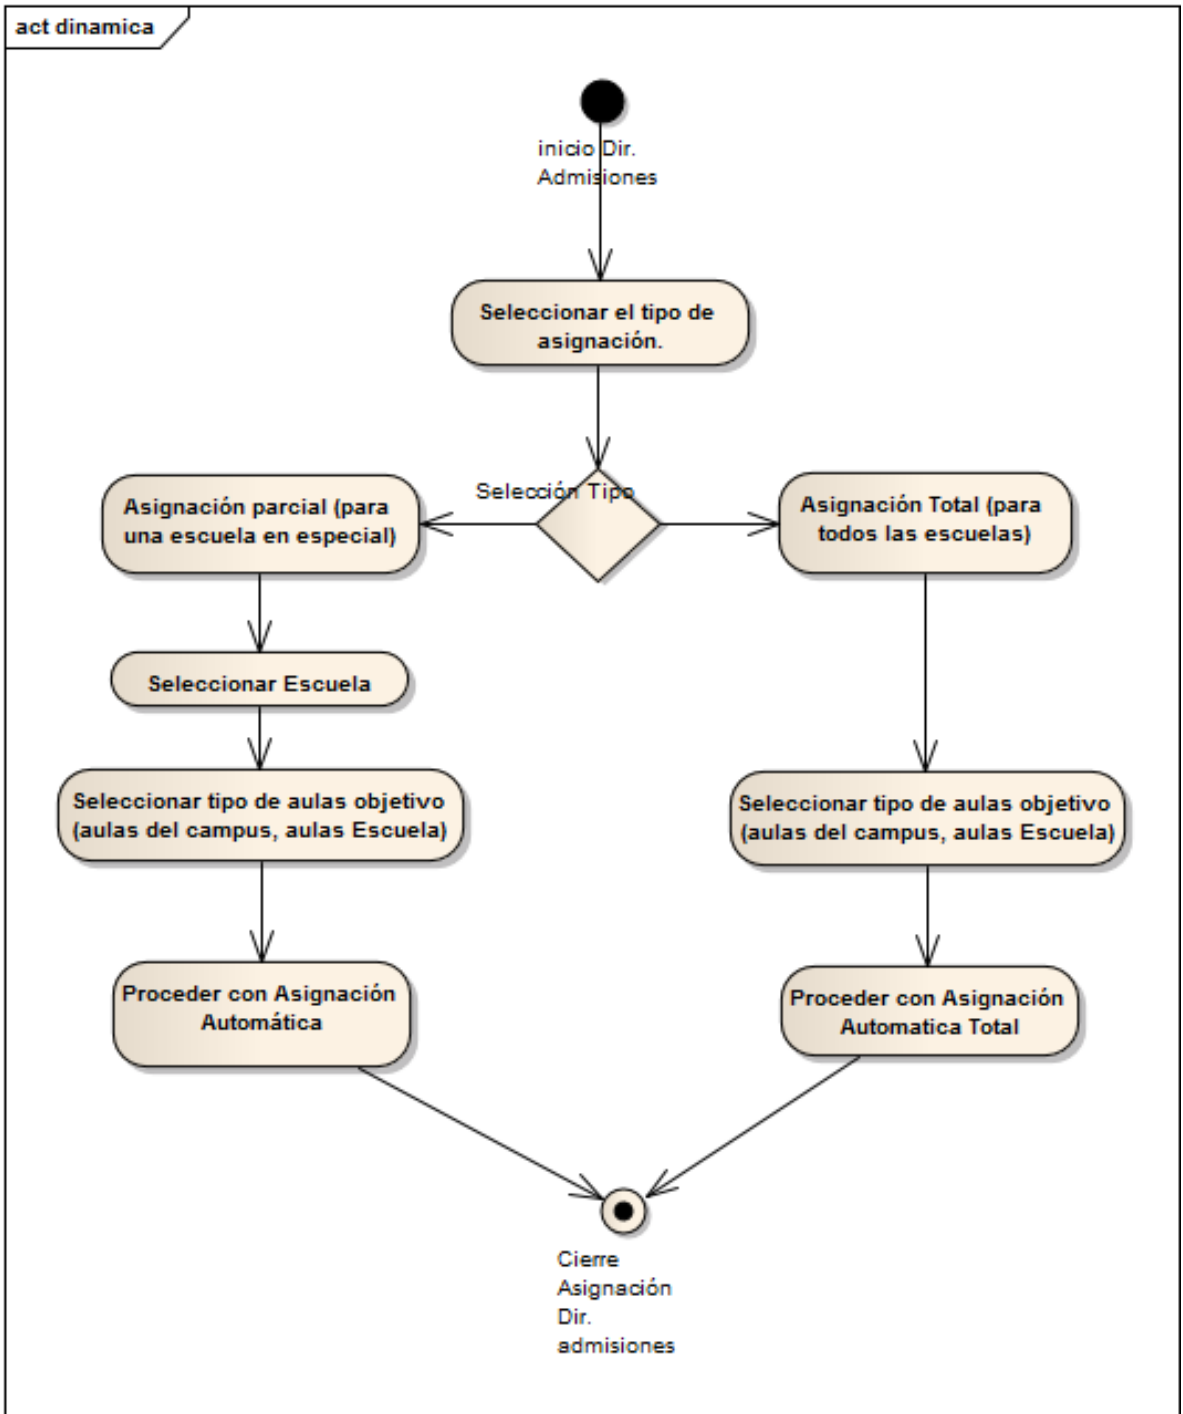 act dinamica
inicio Dir.
Admisiones
Seleccionar el tipo de
asignación.
Selección Tipo
Asignación parcial (para
una escuela en especial)
Asignación Total (para
todos las escuelas)
Seleccionar Escuela
Seleccionar tipo de aulas objetivo
(aulas del campus, aulas Escuela)
Seleccionar tipo de aulas objetivo
(aulas del campus, aulas Escuela)
Proceder con Asignación
Automática
Proceder con Asignación
Automatica Total
Cierre
Asignación
Dir.
admisiones